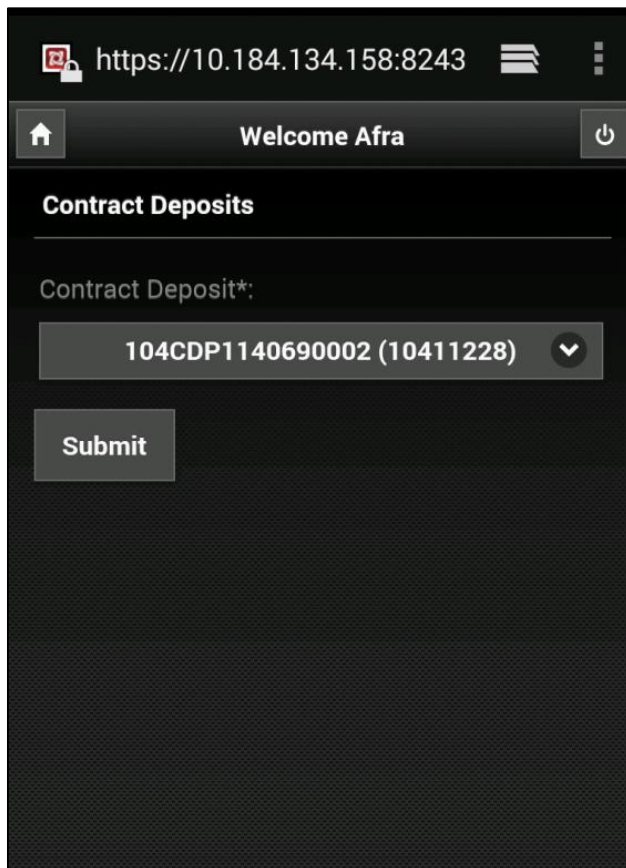 https://10.184.134.158:8243
Welcome Afra
Contract Deposits
Contract Deposit*:
104CDP1140690002 (10411228)
Submit